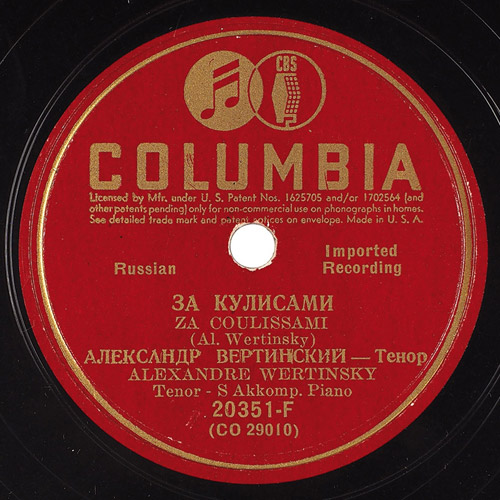 CBS
COLUMBIA
Licensed by Mfr. under U. S. Patent Nos. 1625705 and/or 1702564 (and
other patents pending) only for non-commercial use on phonographs in homes.
See detailed trade mark and patent notices on envelope. Made in U. S. A.
Russian
Imported
Recording
ЗА КУЛИСАМИ
ZA COULISSAMI
(Al. Wertinsky)
АЛЕКСАНДР ВЕРТИНСКИЙ — Тенор
ALEXANDRE WERTINSKY
Tenor - S Akkomp. Piano
20351-F
(CO 29010)